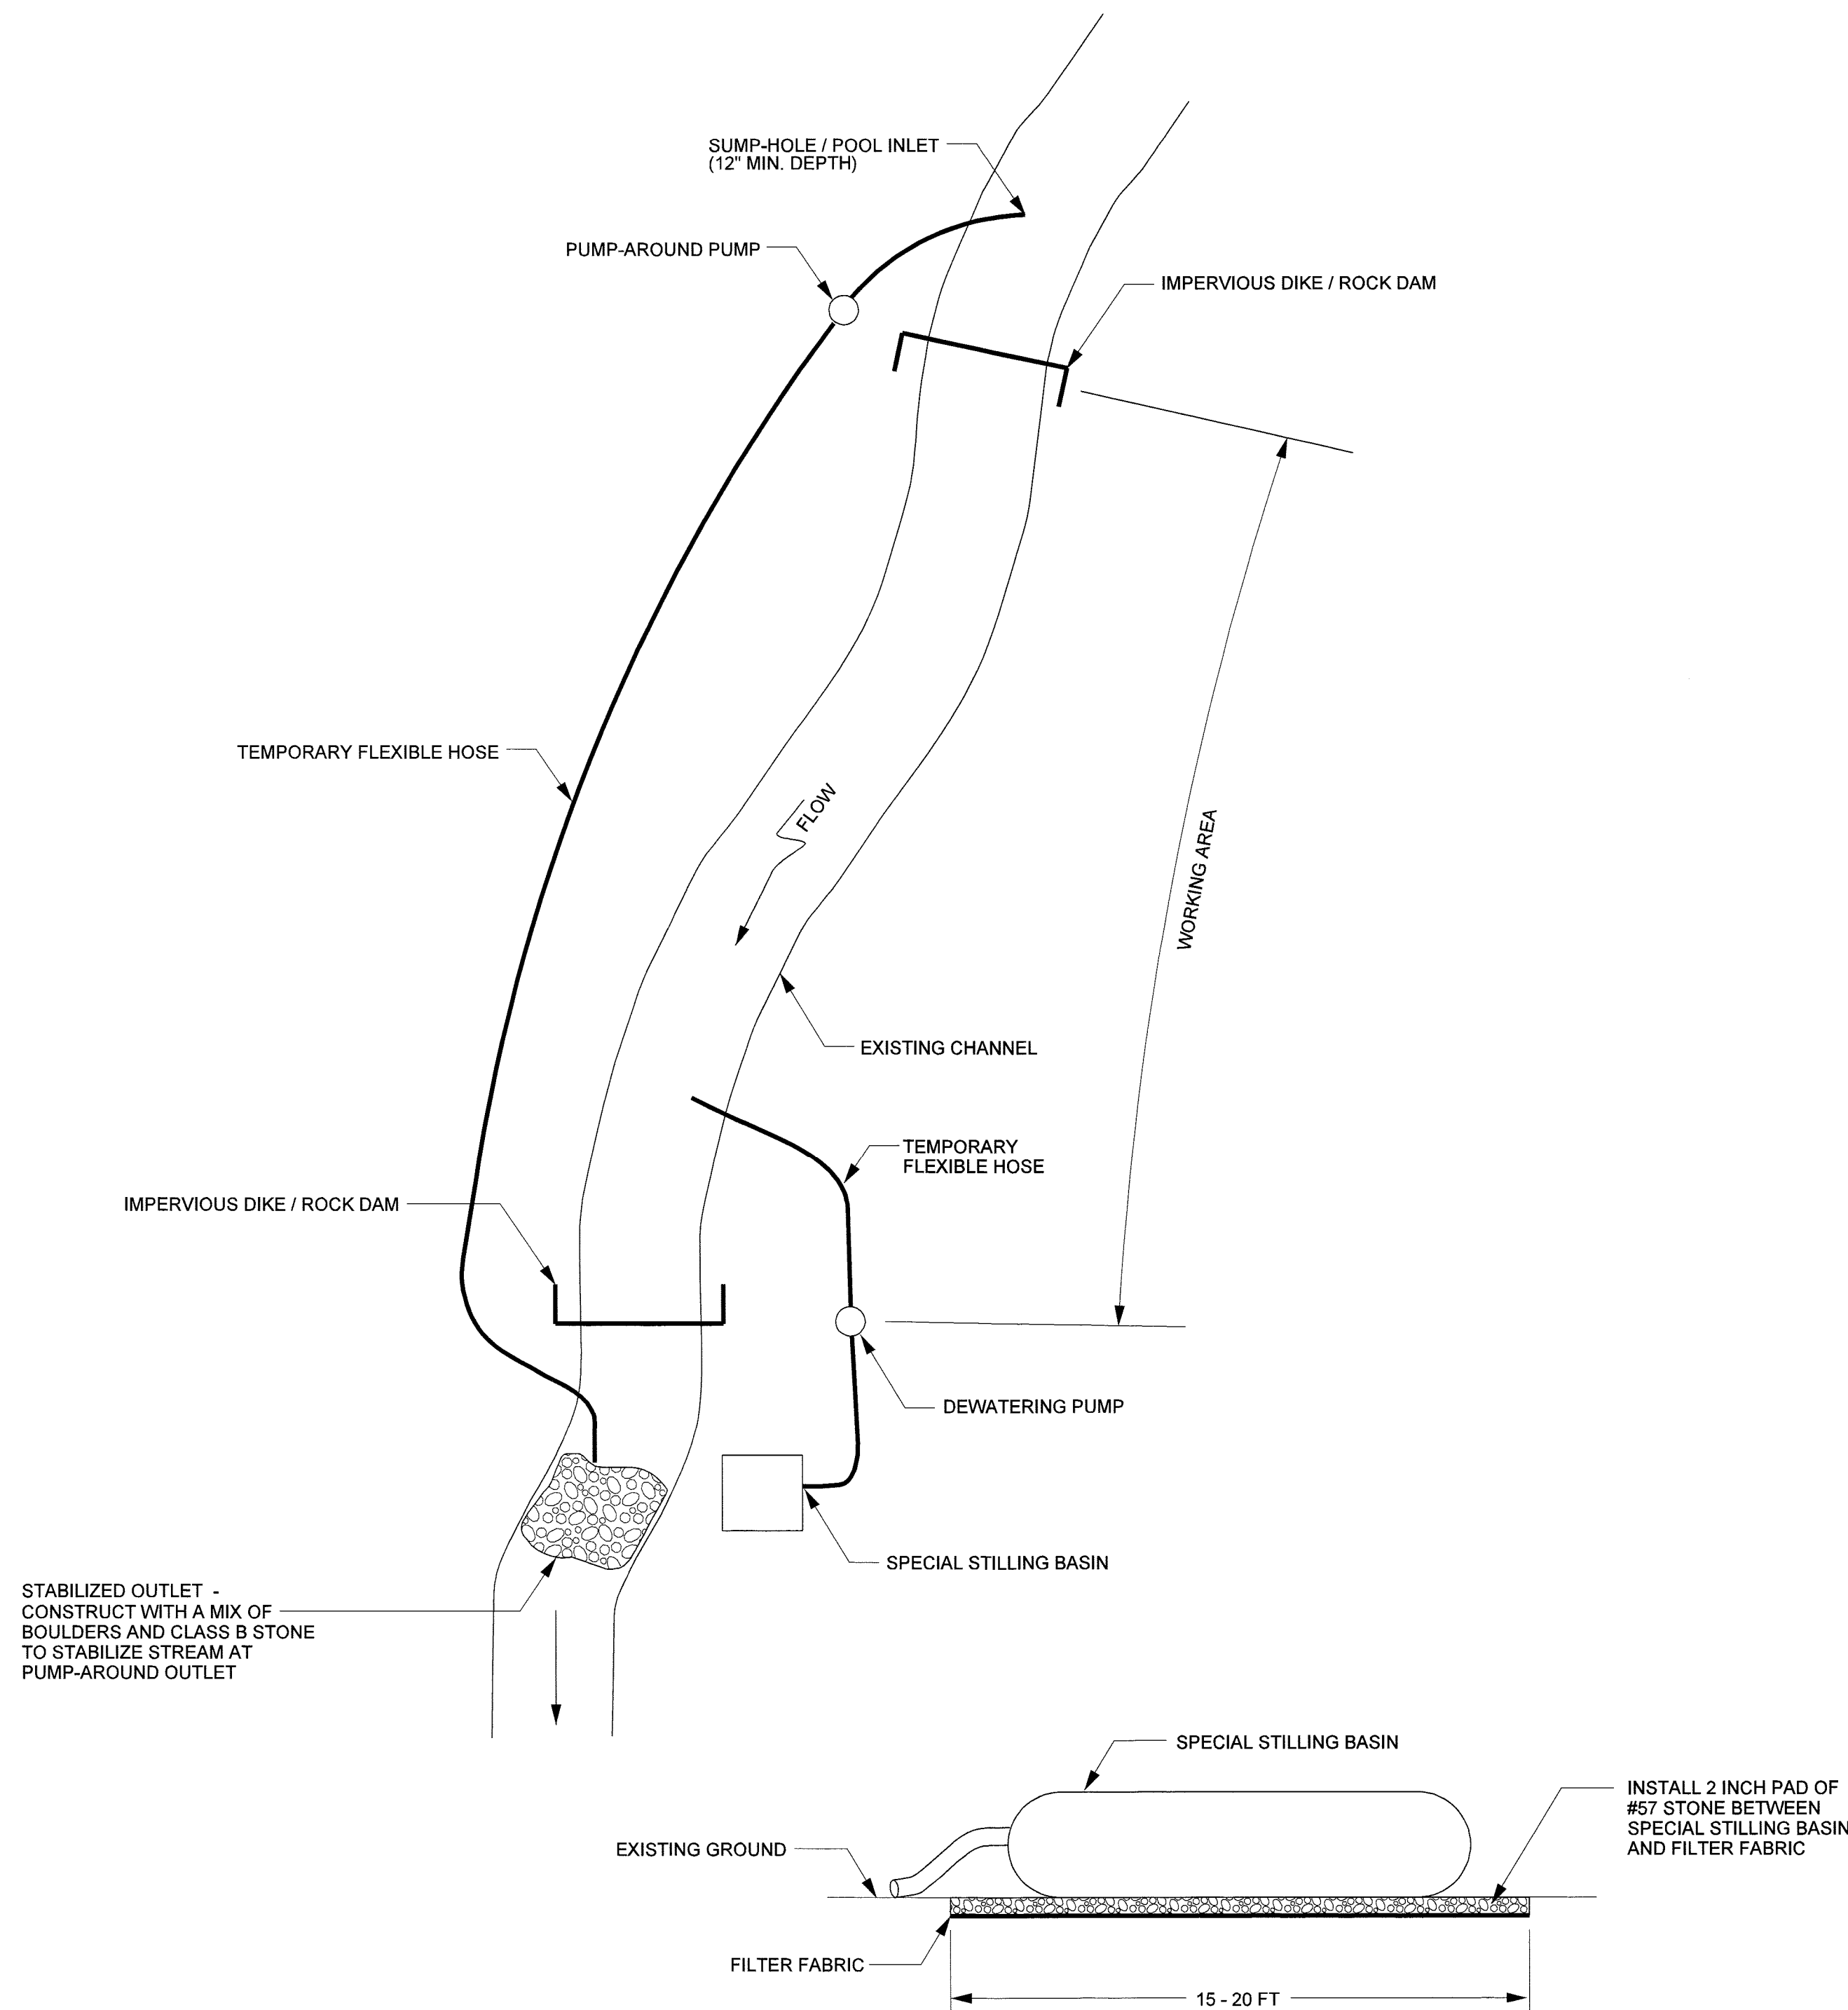 SUMP-HOLE / POOL INLET
(12" MIN. DEPTH)
PUMP-AROUND PUMP
IMPERVIOUS DIKE / ROCK DAM
TEMPORARY FLEXIBLE HOSE
FLOW
WORKING AREA
EXISTING CHANNEL
TEMPORARY
FLEXIBLE HOSE
IMPERVIOUS DIKE / ROCK DAM
DEWATERING PUMP
SPECIAL STILLING BASIN
STABILIZED OUTLET -
CONSTRUCT WITH A MIX OF
BOULDERS AND CLASS B STONE
TO STABILIZE STREAM AT
PUMP-AROUND OUTLET
SPECIAL STILLING BASIN
INSTALL 2 INCH PAD OF
#57 STONE BETWEEN
SPECIAL STILLING BASIN
AND FILTER FABRIC
EXISTING GROUND
FILTER FABRIC
15 - 20 FT